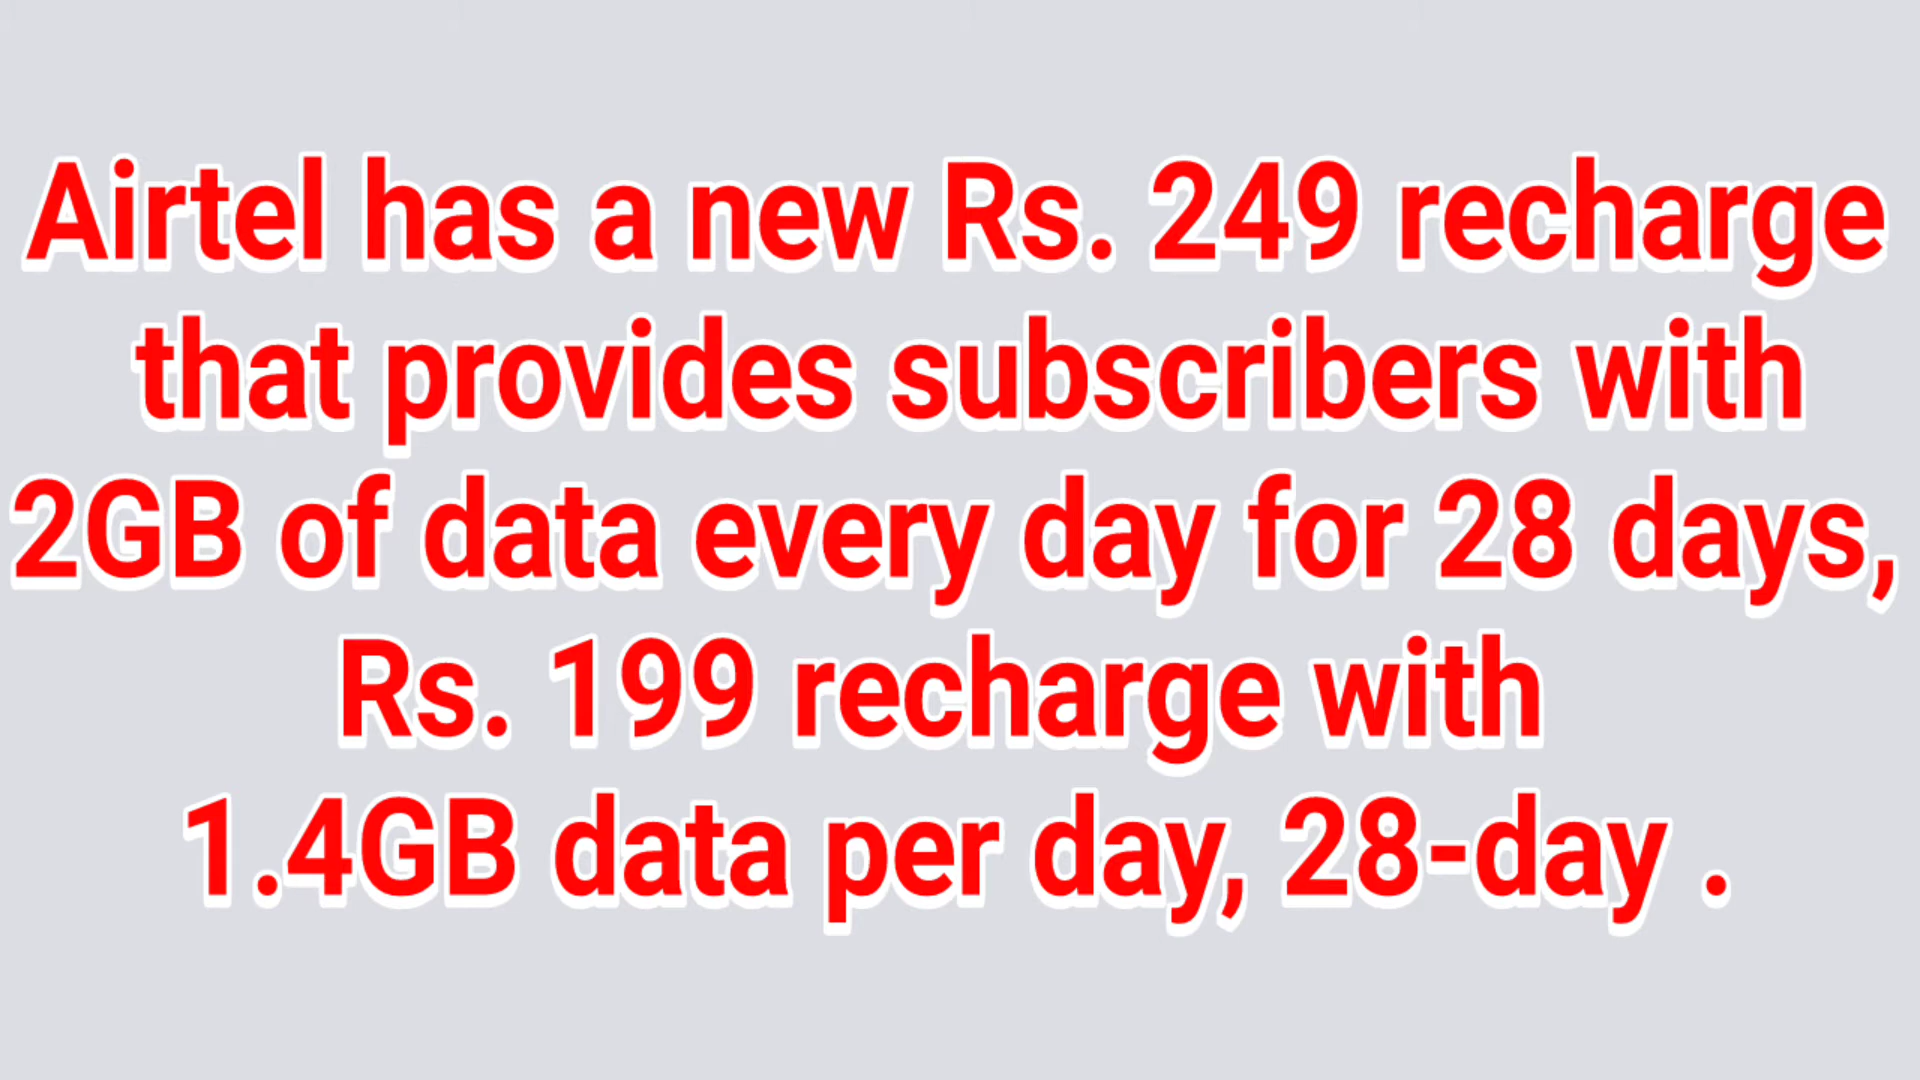 Airtel has a new Rs. 249 recharge
that provides subscribers with
2GB of data every day for 28 days,
Rs. 199 recharge with
1.4GB data per day, 28-day .